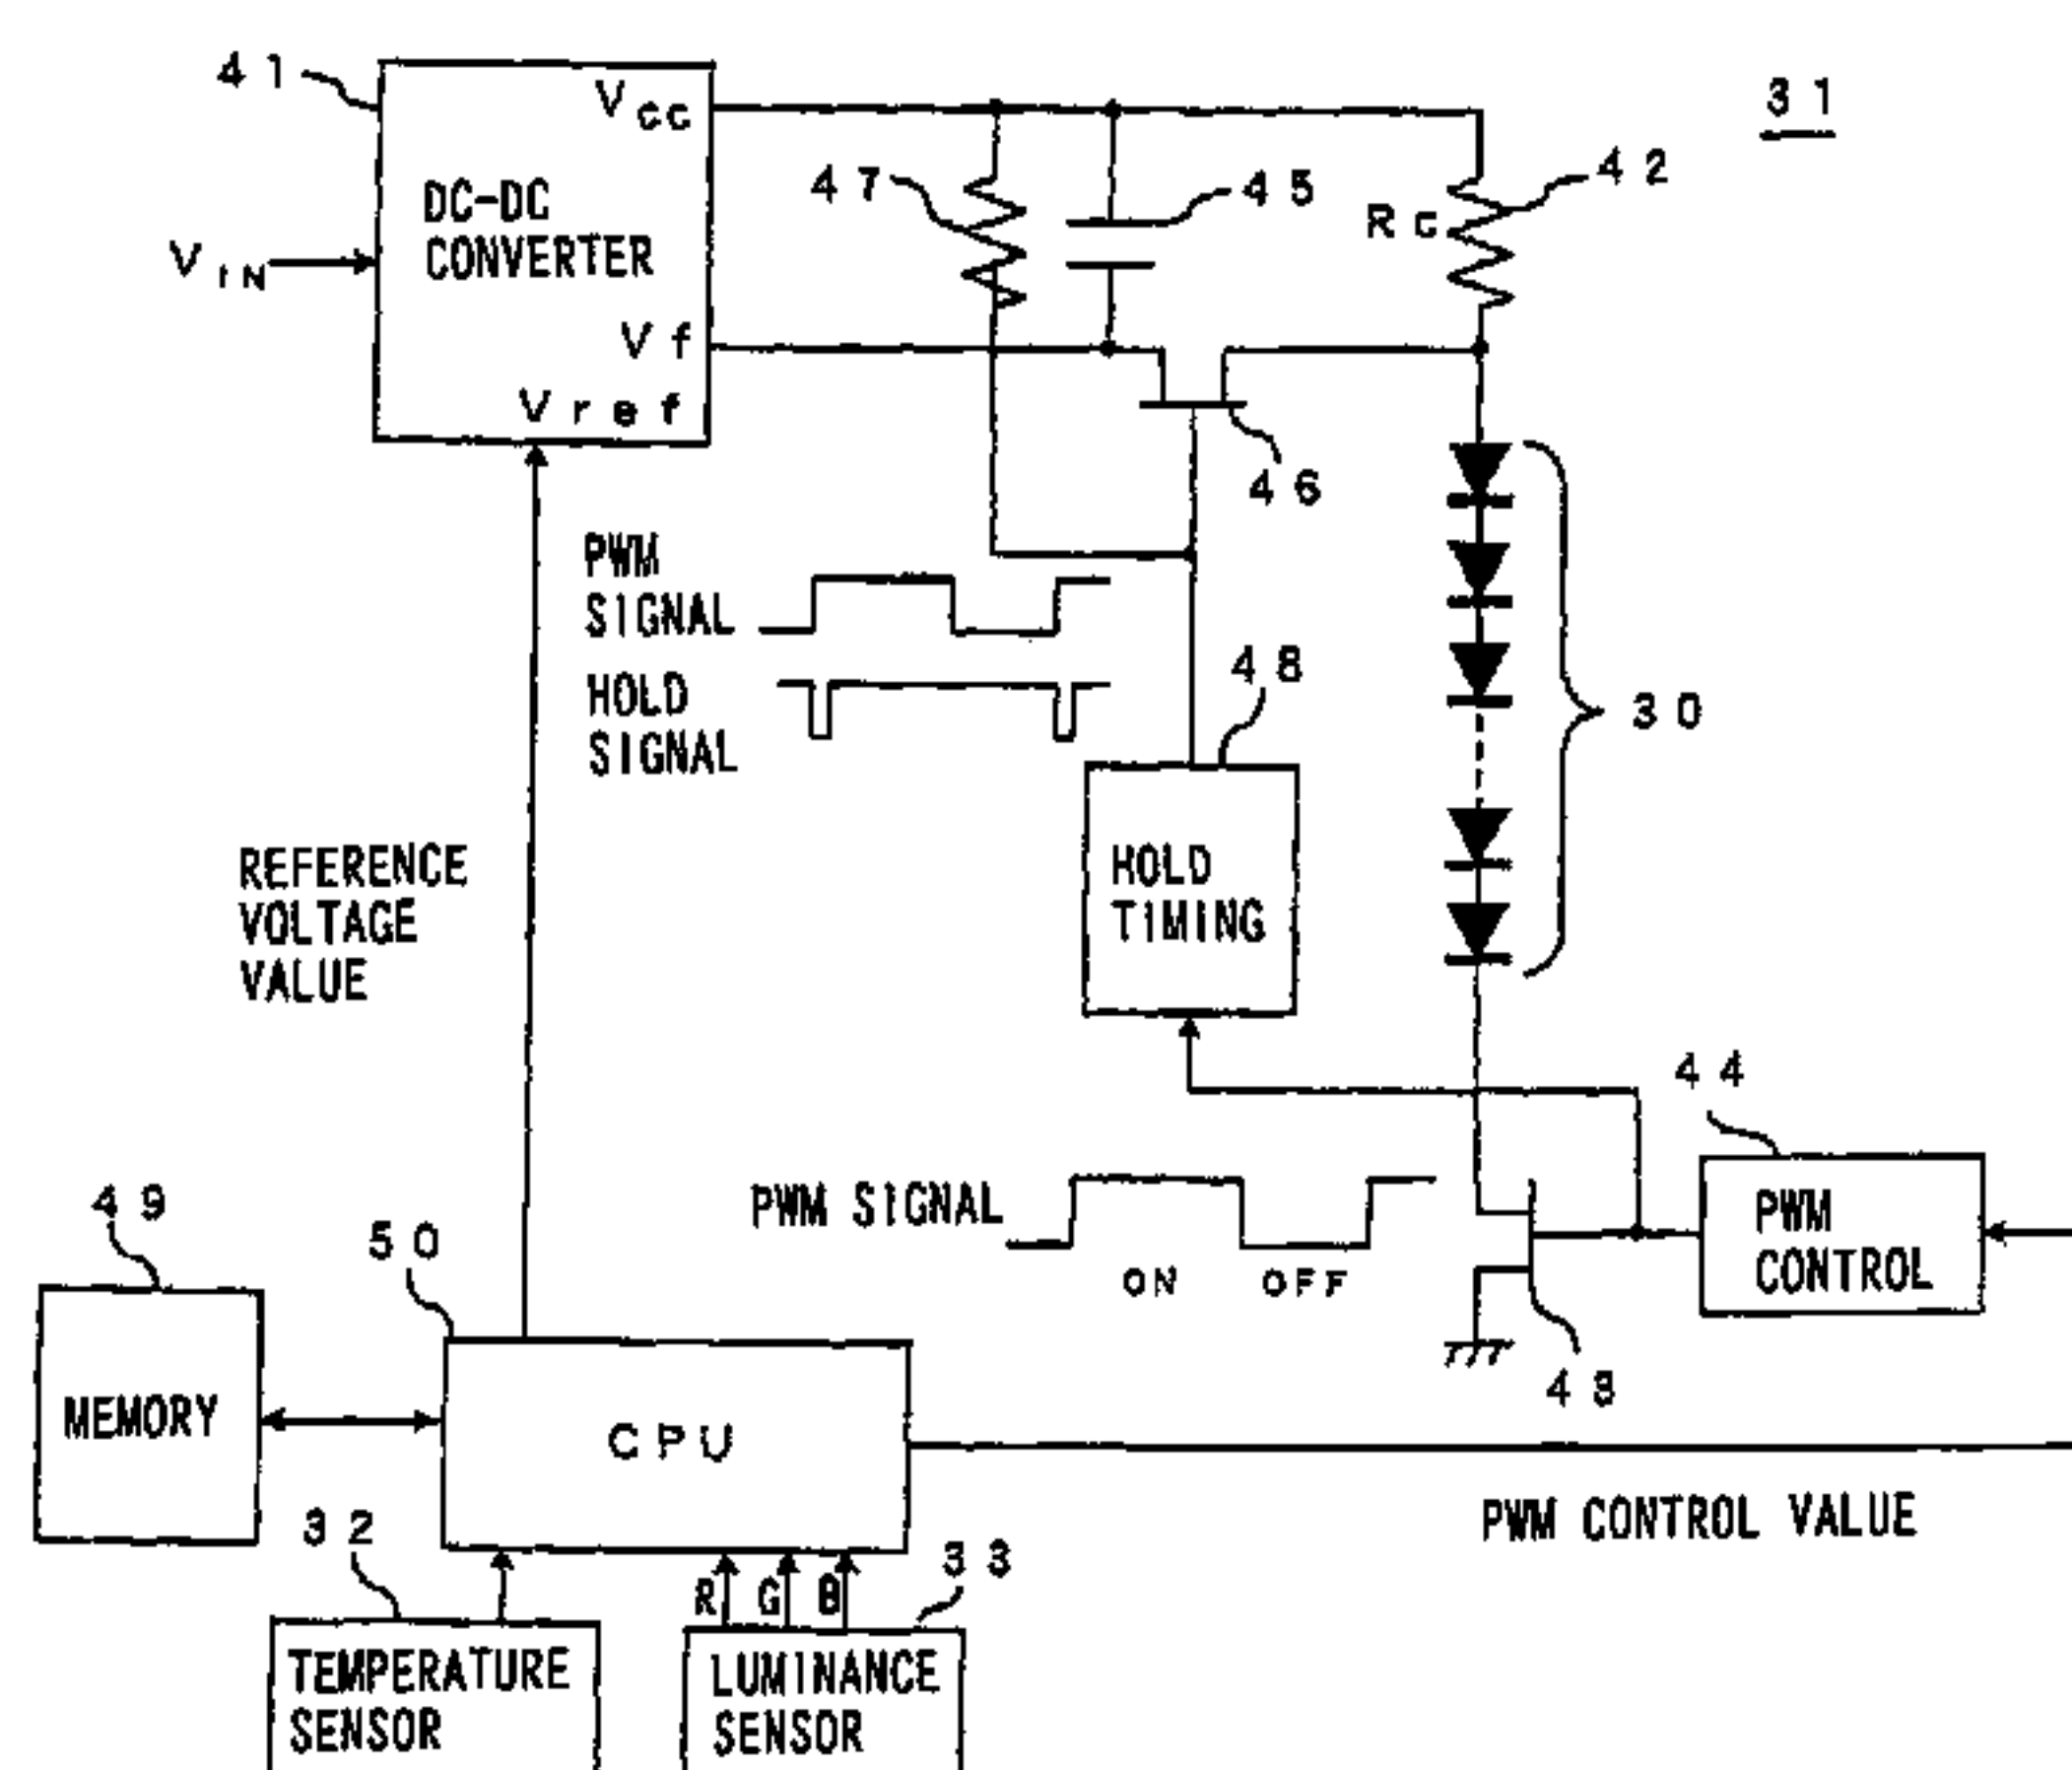 41
Vcc
DC-DC
CONVERTER
VIN
Vf
Vref
47
45
Rc
42
31
46
PWM
SIGNAL
HOLD
SIGNAL
48
30
HOLD
TIMING
REFERENCE
VOLTAGE
VALUE
44
PWM SIGNAL
ON
OFF
PWM
CONTROL
43
49
50
MEMORY
CPU
PWM CONTROL VALUE
32
R
G
B
33
TEMPERATURE
SENSOR
LUMINANCE
SENSOR